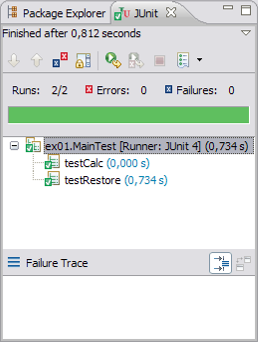 Package Explorer JUnit
Finished after 0,812 seconds
Runs: 2/2 Errors: 0 Failures: 0
ex01.MainTest [Runner: JUnit 4] (0,734 s)
testCalc (0,000 s)
testRestore (0,734 s)
Failure Trace